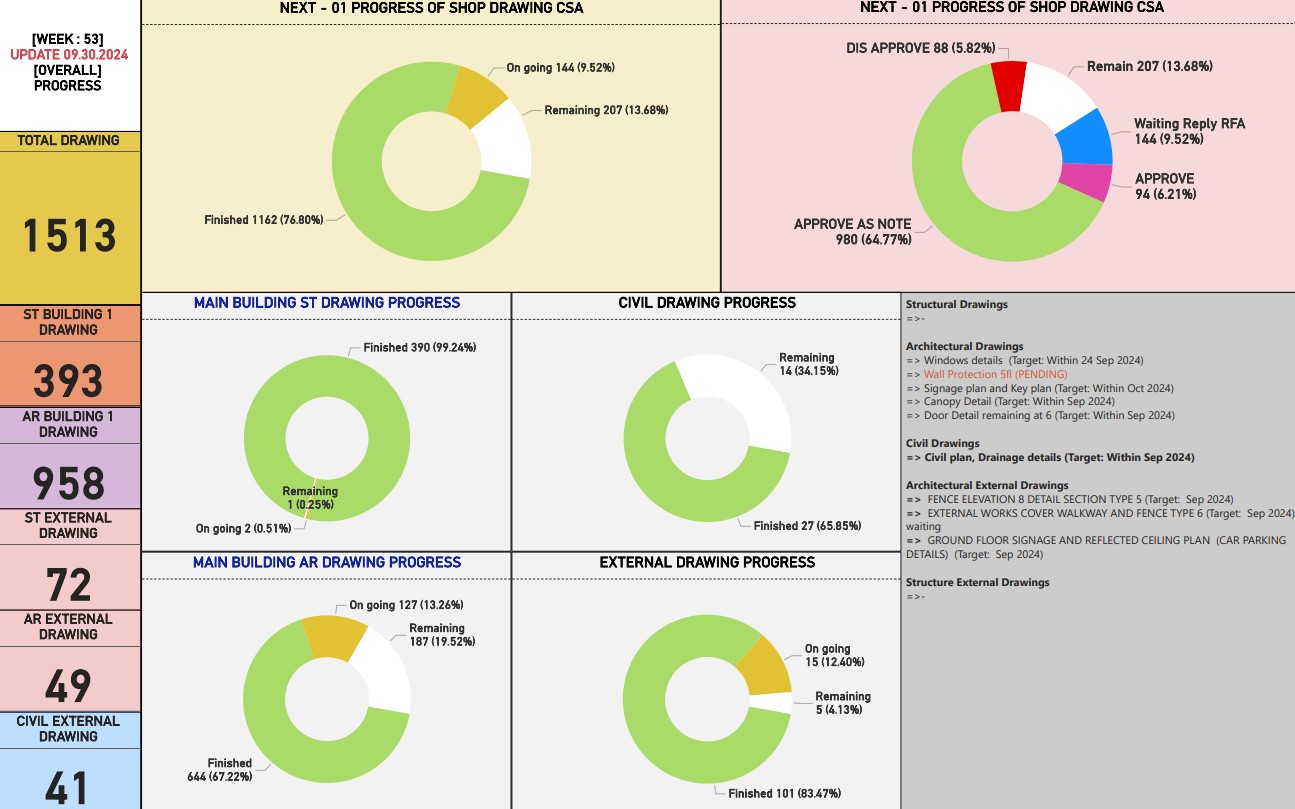 [WEEK : 53]
UPDATE 09.30.2024
[OVERALL]
PROGRESS
TOTAL DRAWING
1513
ST BUILDING 1
DRAWING
393
AR BUILDING 1
DRAWING
958
ST EXTERNAL
DRAWING
72
AR EXTERNAL
DRAWING
49
CIVIL EXTERNAL
DRAWING
41
NEXT - 01 PROGRESS OF SHOP DRAWING CSA
On going 144 (9.52%)
Remaining 207 (13.68%)
Finished 1162 (76.80%)
NEXT - 01 PROGRESS OF SHOP DRAWING CSA
DIS APPROVE 88 (5.82%)
Remain 207 (13.68%)
Waiting Reply RFA
144 (9.52%)
APPROVE
94 (6.21%)
APPROVE AS NOTE
980 (64.77%)
MAIN BUILDING ST DRAWING PROGRESS
Finished 390 (99.24%)
Remaining
1 (0.25%)
On going 2 (0.51%)
CIVIL DRAWING PROGRESS
Remaining
14 (34.15%)
Finished 27 (65.85%)
MAIN BUILDING AR DRAWING PROGRESS
On going 127 (13.26%)
Remaining
187 (19.52%)
Finished
644 (67.22%)
EXTERNAL DRAWING PROGRESS
On going
15 (12.40%)
Remaining
5 (4.13%)
Finished 101 (83.47%)
Structural Drawings
=>-
Architectural Drawings
=> Windows details (Target: Within 24 Sep 2024)
=> Wall Protection 5fl (PENDING)
=> Signage plan and Key plan (Target: Within Oct 2024)
=> Canopy Detail (Target: Within Sep 2024)
=> Door Detail remaining at 6 (Target: Within Sep 2024)
Civil Drawings
=> Civil plan, Drainage details (Target: Within Sep 2024)
Architectural External Drawings
=> FENCE ELEVATION 8 DETAIL SECTION TYPE 5 (Target: Sep 2024)
=> EXTERNAL WORKS COVER WALKWAY AND FENCE TYPE 6 (Target: Sep 2024)
waiting
=> GROUND FLOOR SIGNAGE AND REFLECTED CEILING PLAN (CAR PARKING
DETAILS) (Target: Sep 2024)
Structure External Drawings
=>-